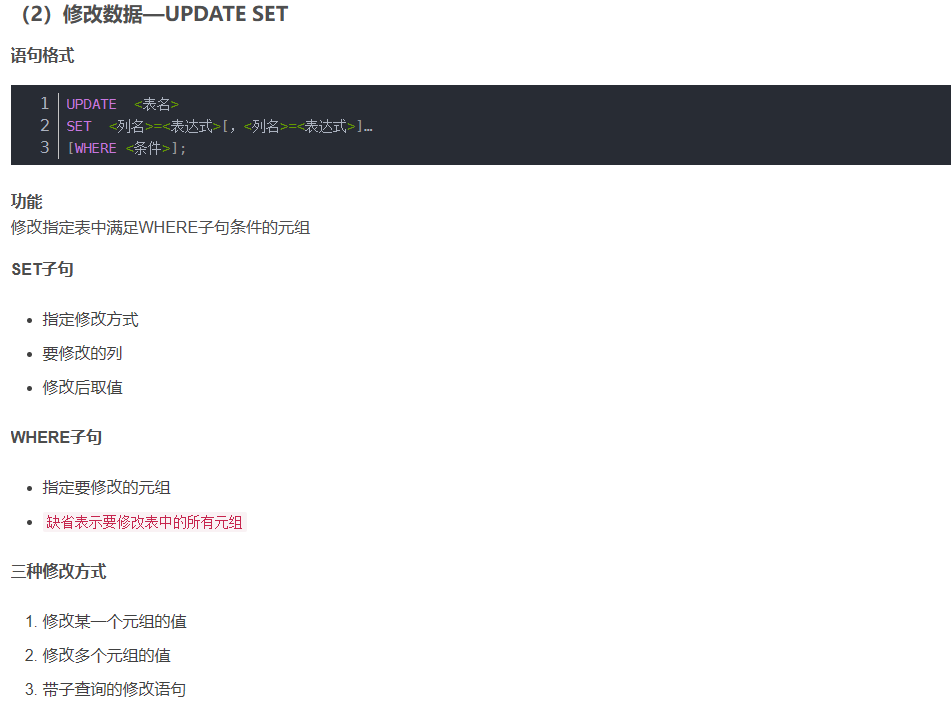 （2）修改数据—UPDATE SET
语句格式
1 UPDATE <表名>
2 SET <列名>=<表达式>[，<列名>=<表达式>]…
3 [WHERE <条件>];
功能
修改指定表中满足WHERE子句条件的元组
SET子句
• 指定修改方式
• 要修改的列
• 修改后取值
WHERE子句
• 指定要修改的元组
• 缺省表示要修改表中的所有元组
三种修改方式
1. 修改某一个元组的值
2. 修改多个元组的值
3. 带子查询的修改语句